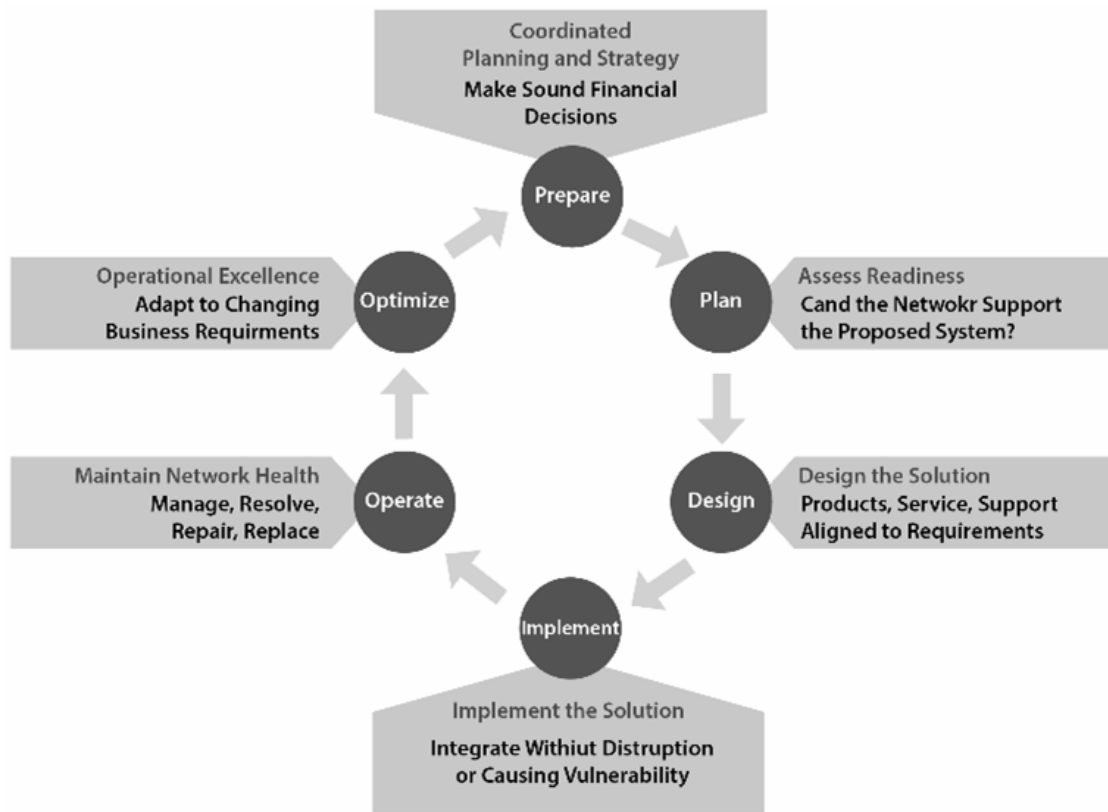 Coordinated
Planning and Strategy
Make Sound Financial
Decisions
Prepare
Operational Excellence
Adapt to Changing
Business Requirments
Optimize
Plan
Assess Readiness
Cand the Netwokr Support
the Proposed System?
Maintain Network Health
Manage, Resolve,
Repair, Replace
Operate
Design
Design the Solution
Products, Service, Support
Aligned to Requirements
Implement
Implement the Solution
Integrate Withiut Distruption
or Causing Vulnerability